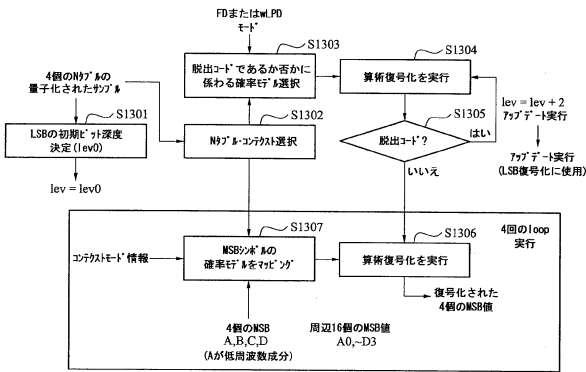 FDまたはwLPD
モード
4個のNタプルの
量子化されたサンプル
S1303
脱出コードであるか否かに
係わる確率モデル選択
S1304
算術復号化を実行
S1301
LSBの初期ビット深度
決定(lev0)
lev = lev0
S1302
Nタプル・コンテクスト選択
S1305
脱出コード?
はい
いいえ
lev = lev + 2
アップデート実行
アップデート実行
(LSB復号化に使用)
S1307
MSBシンボルの
確率モデルをマッピング
コンテクストモード情報
S1306
算術復号化を実行
4回のloop
実行
復号化された
4個のMSB値
4個のMSB
A,B,C,D
(Aが低周波数成分)
周辺16個のMSB値
A0,~D3